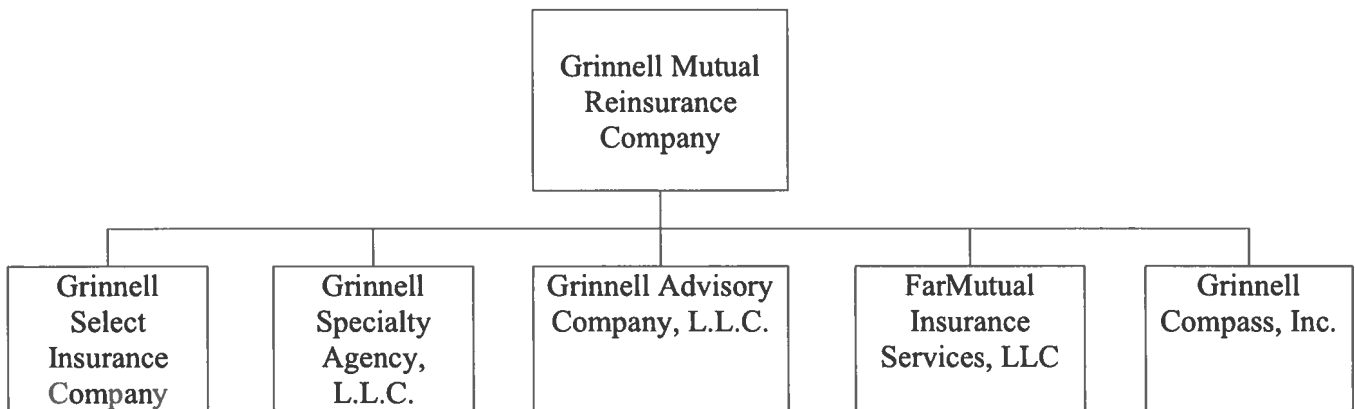 Grinnell Mutual
Reinsurance
Company
Grinnell
Select
Insurance
Company
Grinnell
Specialty
Agency,
L.L.C.
Grinnell Advisory
Company, L.L.C.
FarMutual
Insurance
Services, LLC
Grinnell
Compass, Inc.